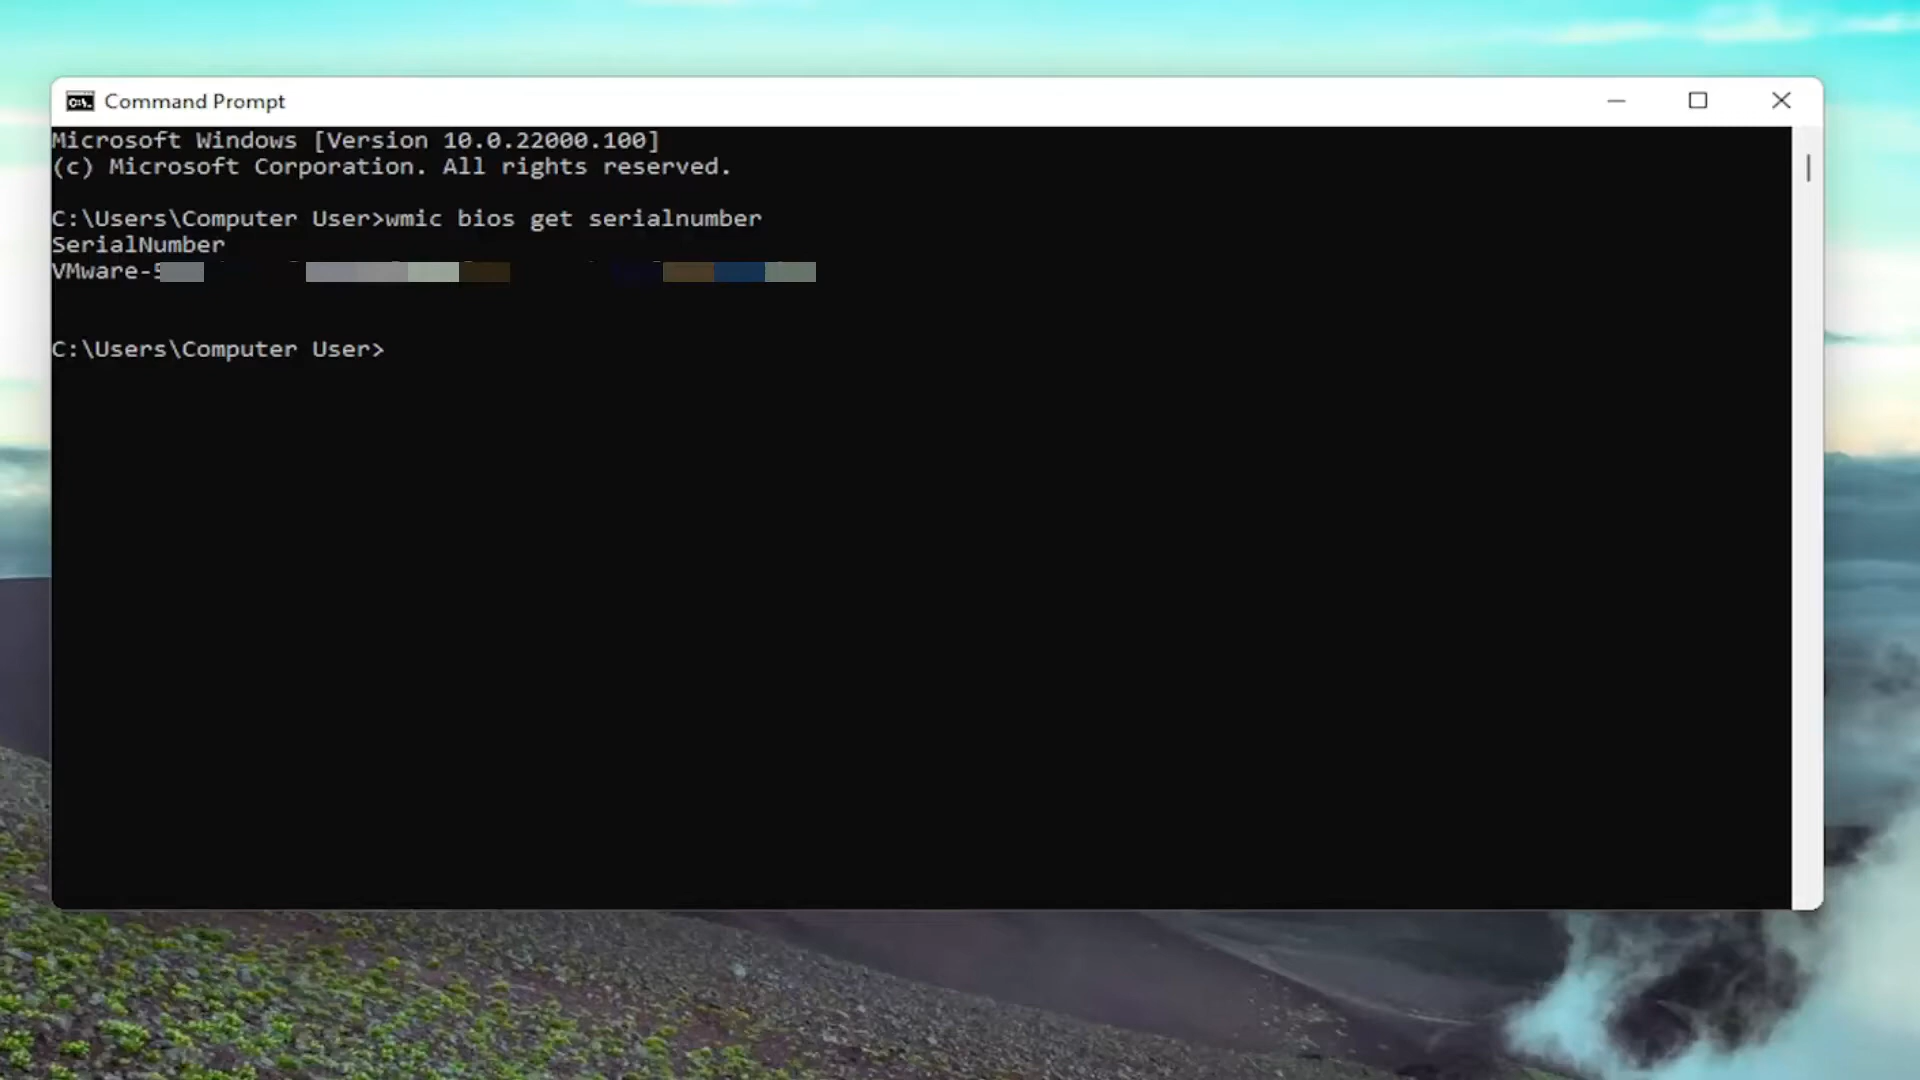 Command Prompt
Microsoft Windows [Version 10.0.22000.100]
(c) Microsoft Corporation. All rights reserved.
C:\Users\Computer User>wmic bios get serialnumber
SerialNumber
VMware-5
C:\Users\Computer User>